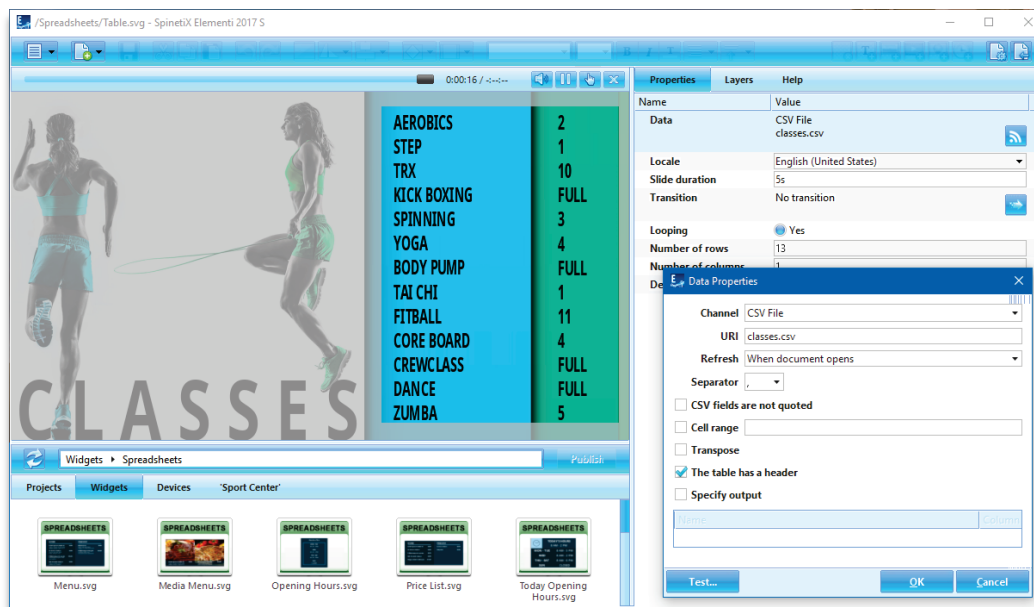 /Spreadsheets/Table.svg - SpinetiX Elementi 2017 S
0:00:16 / -:--:--
AEROBICS 2
STEP 1
TRX 10
KICK BOXING FULL
SPINNING 3
YOGA 4
BODY PUMP FULL
TAI CHI 1
FITBALL 11
CORE BOARD 4
CREWCLASS FULL
DANCE FULL
ZUMBA 5
CLASSES
Widgets Spreadsheets
Publish
Projects Widgets Devices 'Sport Center'
SPREADSHEETS SPREADSHEETS SPREADSHEETS SPREADSHEETS SPREADSHEETS
Menu.svg Media Menu.svg Opening Hours.svg Price List.svg Today Opening
Hours.svg
Properties Layers Help
Name Value
Data CSV File
classes.csv
Locale English (United States)
Slide duration 5s
Transition No transition
Looping Yes
Number of rows 13
Number of columns 1
De
Data Properties
Channel CSV File
URI classes.csv
Refresh When document opens
Separator ,
CSV fields are not quoted
Cell range
Transpose
The table has a header
Specify output
Name Column
Test... OK Cancel